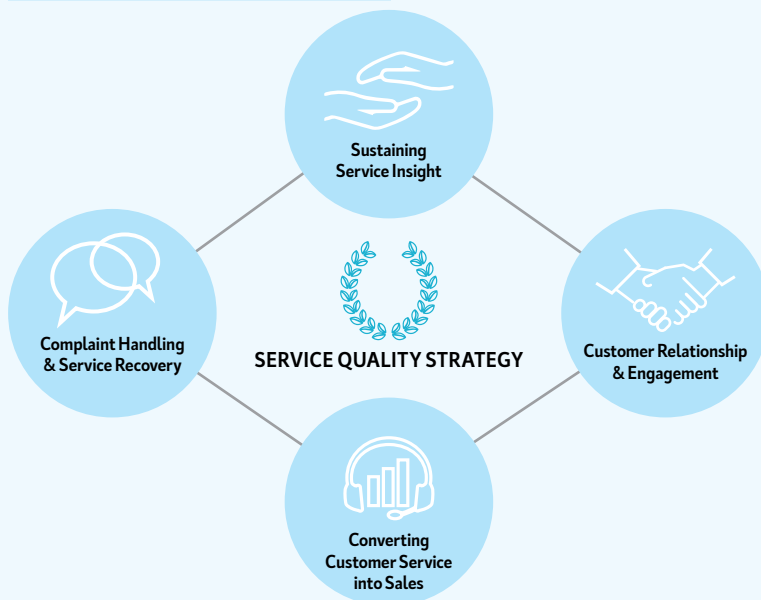 Sustaining
Service Insight
Complaint Handling
& Service Recovery
SERVICE QUALITY STRATEGY
Customer Relationship
& Engagement
Converting
Customer Service
into Sales